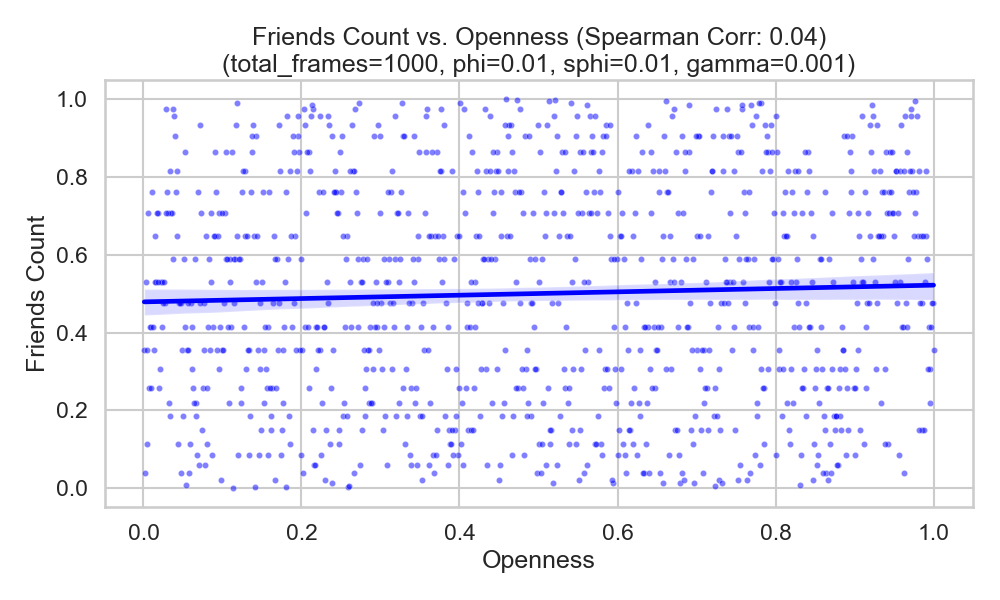 Friends Count vs. Openness (Spearman Corr: 0.04)
(total_frames=1000, phi=0.01, sphi=0.01, gamma=0.001)
1.0
0.8
0.6
0.4
0.2
0.0
Friends Count
0.0 0.2 0.4 0.6 0.8 1.0
Openness